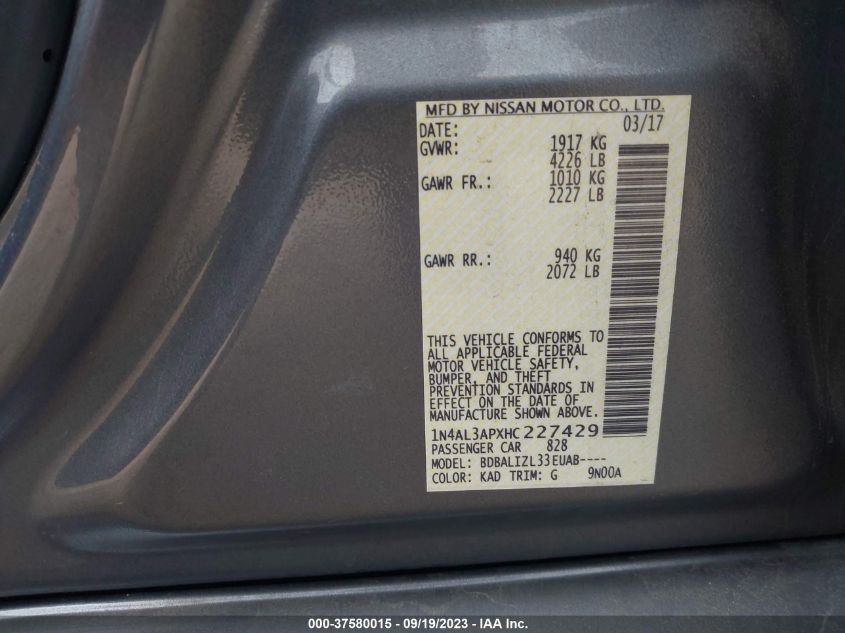 MFD BY NISSAN MOTOR CO., LTD.
DATE: 03/17
GVWR: 1917 KG
4226 LB
GAWR FR.: 1010 KG
2227 LB
GAWR RR.: 940 KG
2072 LB
THIS VEHICLE CONFORMS TO
ALL APPLICABLE FEDERAL
MOTOR VEHICLE SAFETY,
BUMPER, AND THEFT
PREVENTION STANDARDS IN
EFFECT ON THE DATE OF
MANUFACTURE SHOWN ABOVE.
1N4AL3APXHC227429
PASSENGER CAR 828
MODEL: BDBALIZL33EUAB----
COLOR: KAD TRIM: G 9N00A
000-37580015 - 09/19/2023 - IAA Inc.